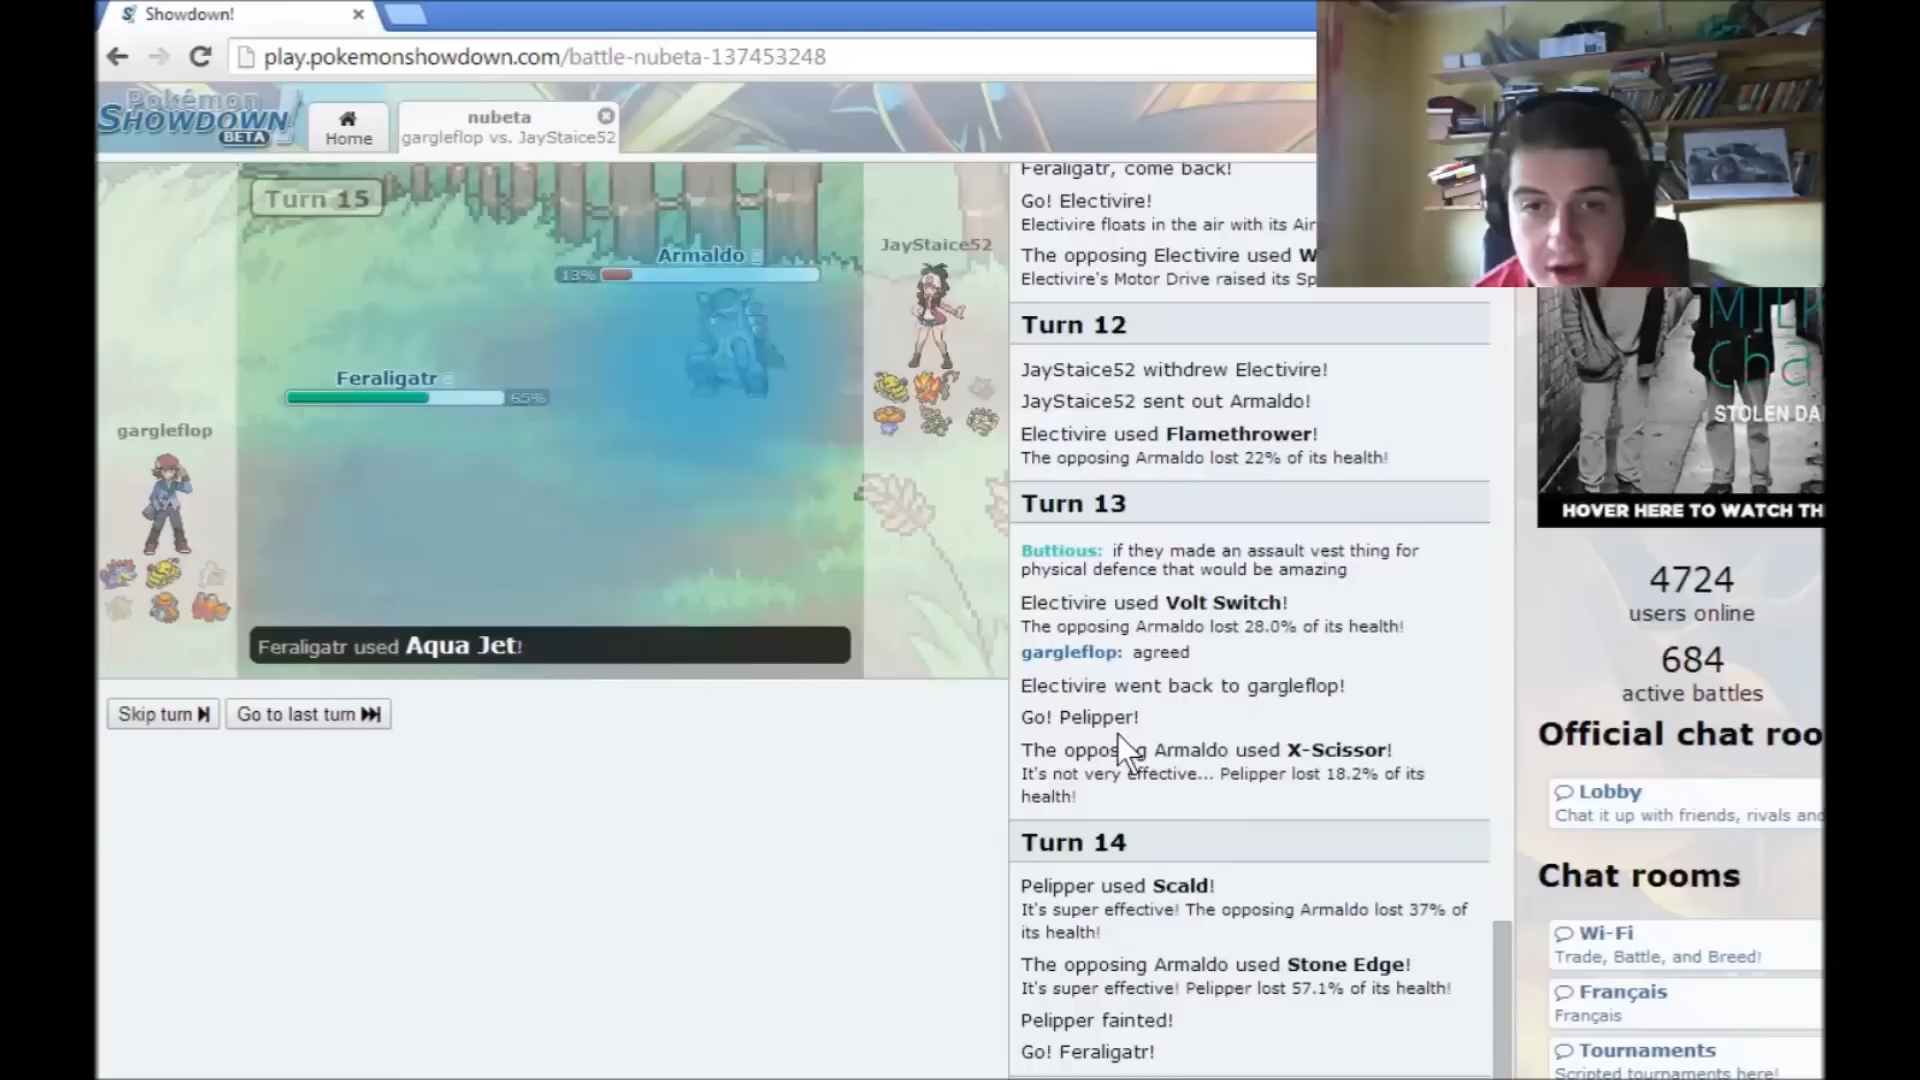 Showdown!
play.pokemonshowdown.com/battle-nubeta-137453248
Pokémon
SHOWDOWN
BETA
Home
nubeta
gargleflop vs. JayStaice52
Turn 15
Armaldo
13%
Feraligatr
65%
JayStaice52
gargleflop
Feraligatr used Aqua Jet!
Skip turn
Go to last turn
Feraligatr, come back!
Go! Electivire!
Electivire floats in the air with its Air
The opposing Electivire used W
Electivire's Motor Drive raised its Sp
Turn 12
JayStaice52 withdrew Electivire!
JayStaice52 sent out Armaldo!
Electivire used Flamethrower!
The opposing Armaldo lost 22% of its health!
Turn 13
Buttious: if they made an assault vest thing for
physical defence that would be amazing
Electivire used Volt Switch!
The opposing Armaldo lost 28.0% of its health!
gargleflop: agreed
Electivire went back to gargleflop!
Go! Pelipper!
The opposing Armaldo used X-Scissor!
It's not very effective... Pelipper lost 18.2% of its
health!
Turn 14
Pelipper used Scald!
It's super effective! The opposing Armaldo lost 37% of
its health!
The opposing Armaldo used Stone Edge!
It's super effective! Pelipper lost 57.1% of its health!
Pelipper fainted!
Go! Feraligatr!
MILK
Cha
STOLEN DA
HOVER HERE TO WATCH TH
4724
users online
684
active battles
Official chat roo
Lobby
Chat it up with friends, rivals and
Chat rooms
Wi-Fi
Trade, Battle, and Breed!
Français
Français
Tournaments
Scripted tournaments here!